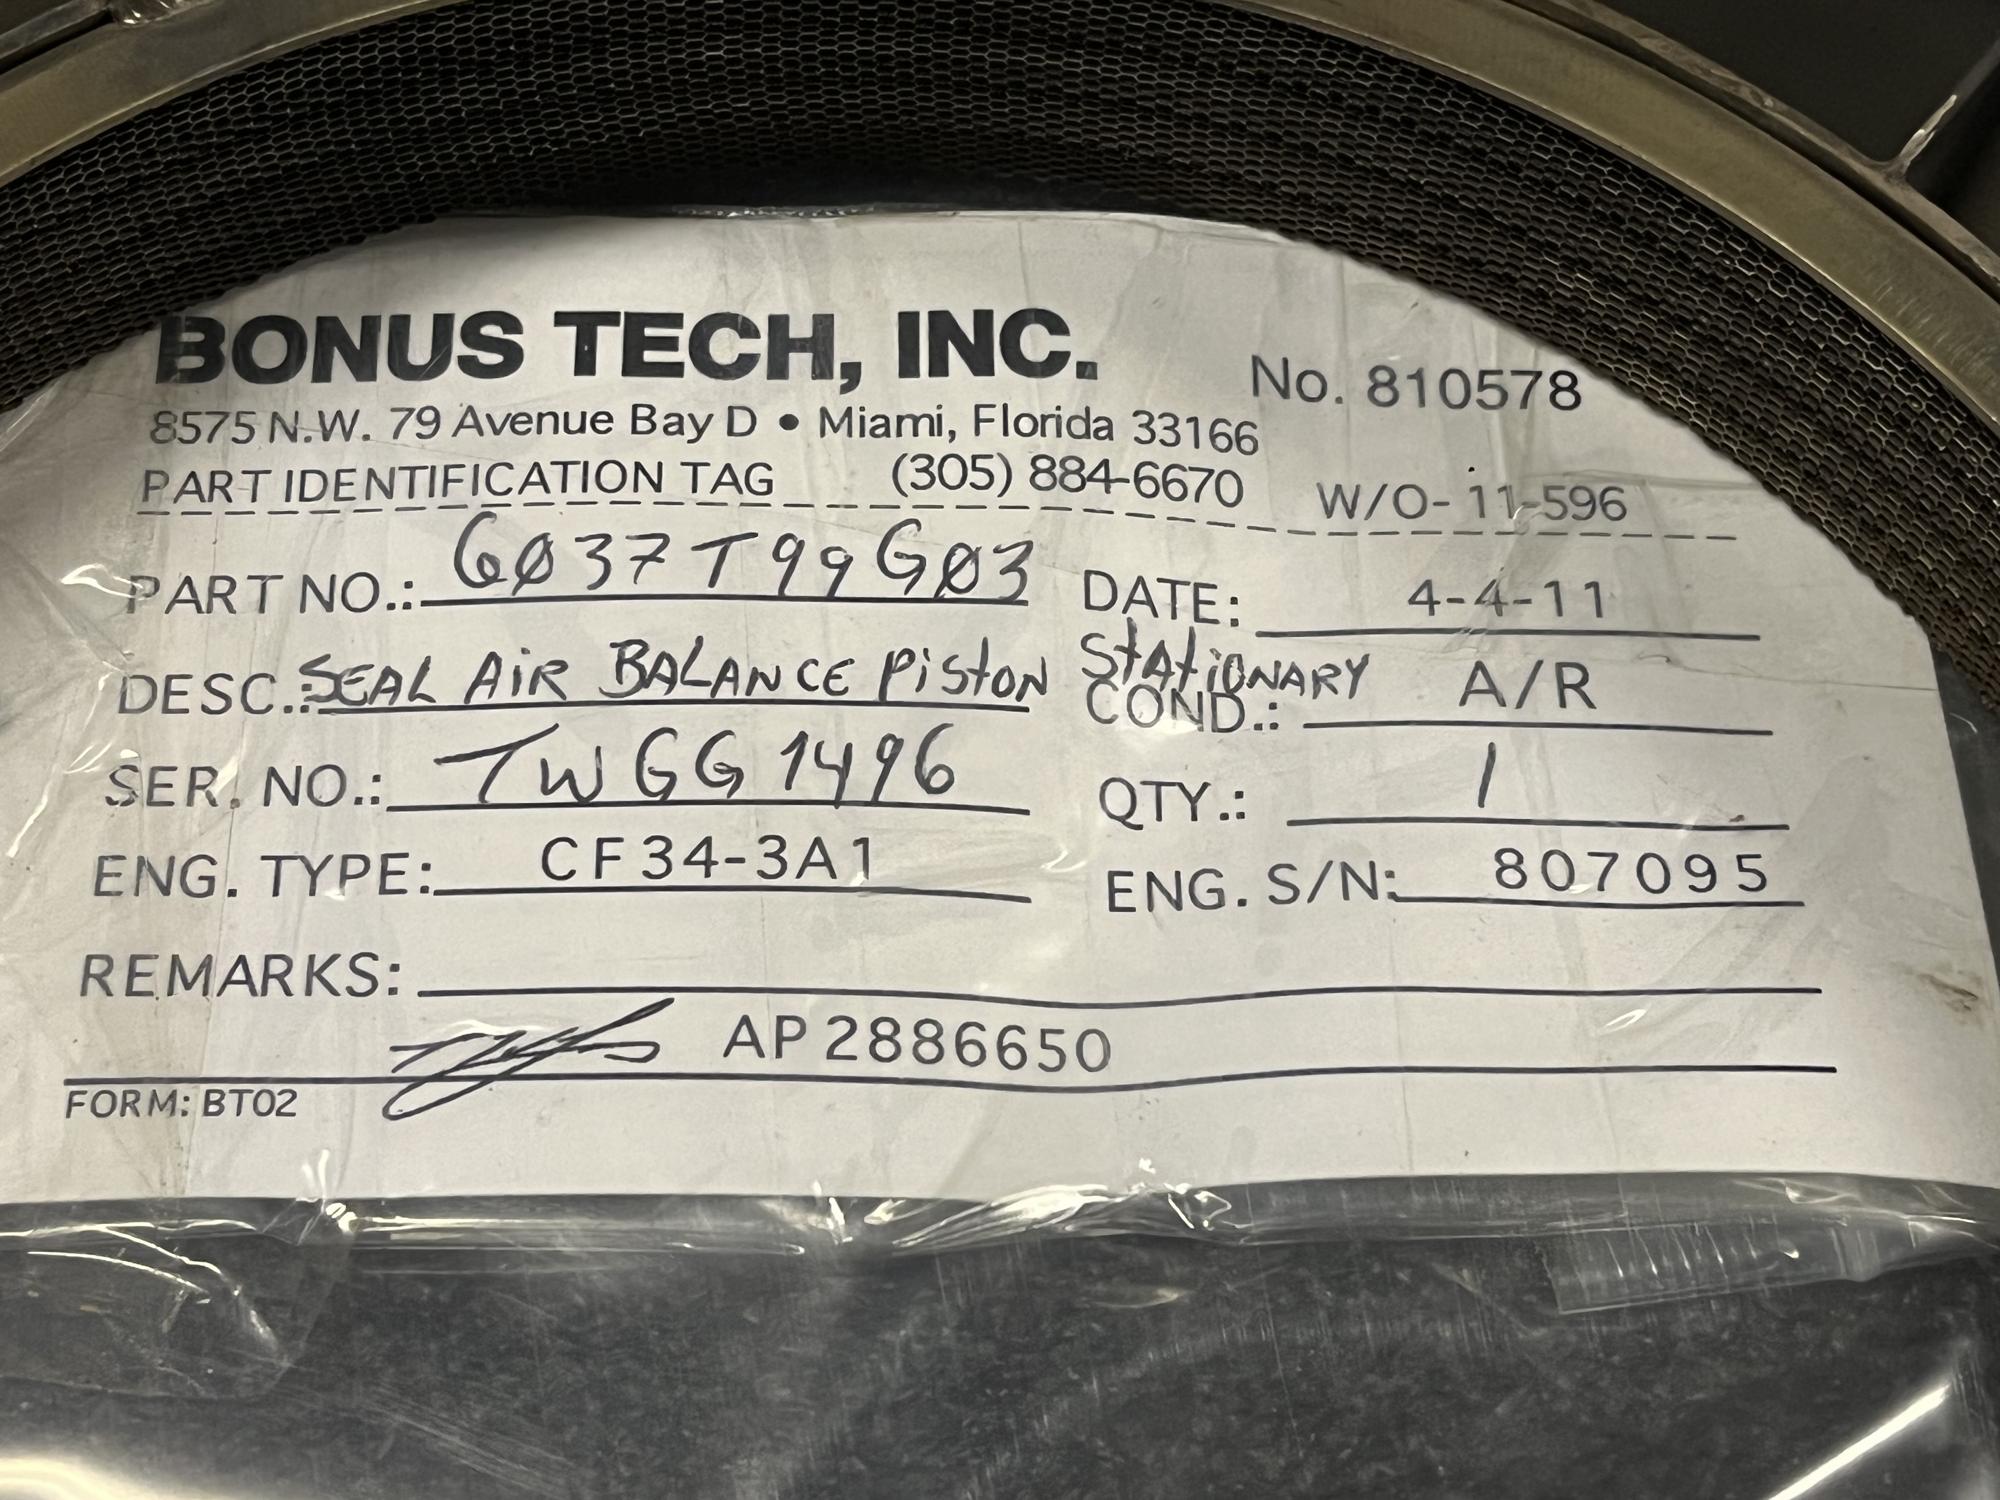 BONUS TECH, INC.
No. 810578
8575 N.W. 79 Avenue Bay D • Miami, Florida 33166
PART IDENTIFICATION TAG (305) 884-6670 W/O- 11-596
PART NO.: 6037T99G03 DATE: 4-4-11
DESC.: SEAL AIR BALANCE PISTON STATIONARY COND.: A/R
SER. NO.: TWGG1496 QTY.: 1
ENG. TYPE: CF34-3A1 ENG. S/N: 807095
REMARKS:
AP2886650
FORM: BT02